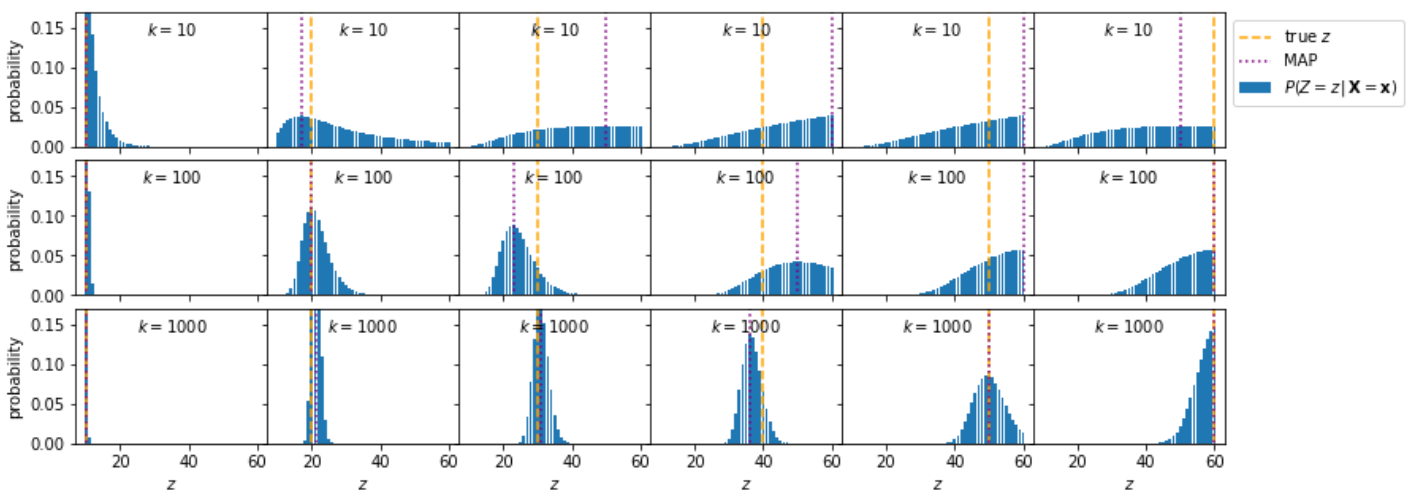 probability
0.15
0.10
0.05
0.00
k = 10
k = 10
k = 10
k = 10
k = 10
k = 10
true z
MAP
P(Z = z| X = x)
probability
0.15
0.10
0.05
0.00
k = 100
k = 100
k = 100
k = 100
k = 100
k = 100
probability
0.15
0.10
0.05
0.00
k = 1000
k = 1000
k = 1000
k = 1000
k = 1000
k = 1000
20 40 60 20 40 60 20 40 60 20 40 60 20 40 60 20 40 60
z z z z z z